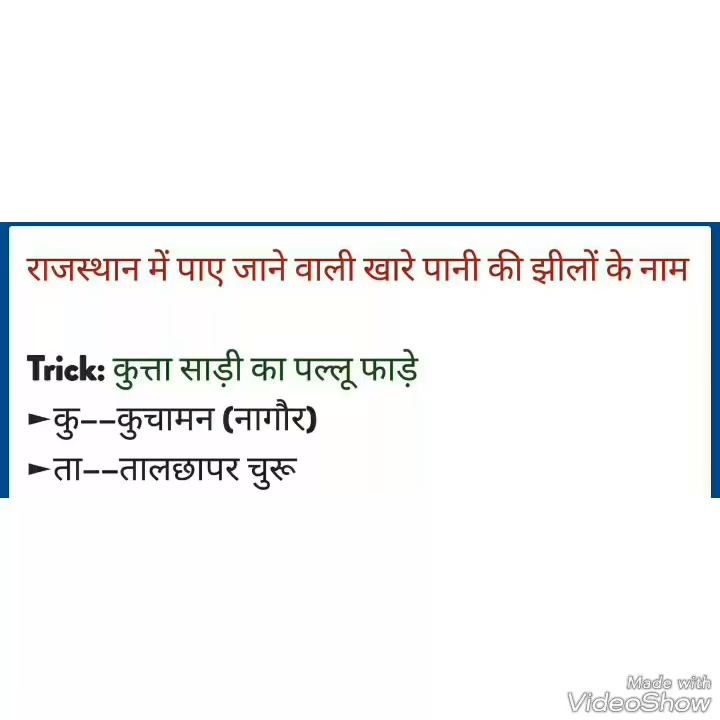 राजस्थान में पाए जाने वाली खारे पानी की झीलों के नाम
Trick: कुत्ता साड़ी का पल्लू फाड़े
►कु--कुचामन (नागौर)
►ता--तालछापर चुरू
Made with
VideoShow